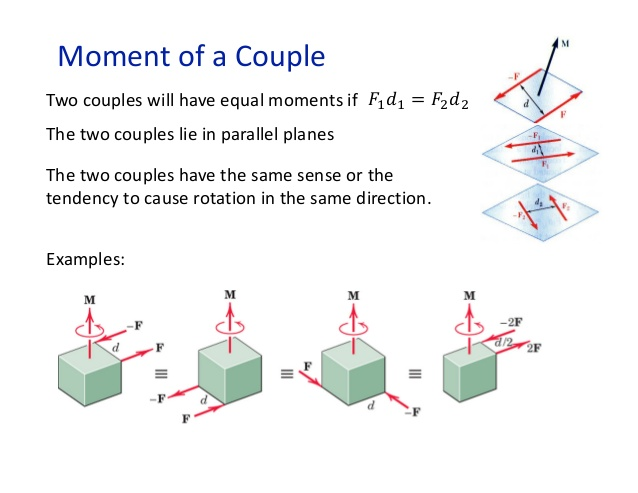 Moment of a Couple
Two couples will have equal moments if F₁d₁ = F₂d₂
The two couples lie in parallel planes
The two couples have the same sense or the
tendency to cause rotation in the same direction.
M
−F
d
F
−F₁
d₁
F₁
d₂
F₂
−F₂
Examples:
M
−F
d
F
≡
M
−F
d
F
≡
M
F
d
−F
≡
M
−2F
d/2
2F